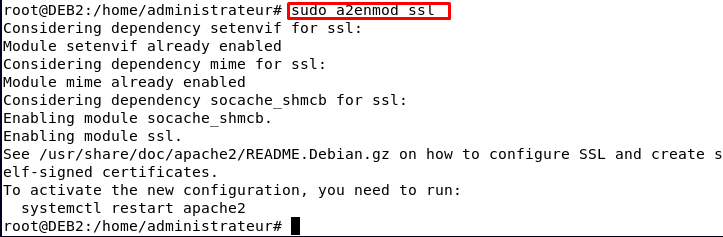 root@DEB2:/home/administrateur# sudo a2enmod ssl
Considering dependency setenvif for ssl:
Module setenvif already enabled
Considering dependency mime for ssl:
Module mime already enabled
Considering dependency socache_shmcb for ssl:
Enabling module socache_shmcb.
Enabling module ssl.
See /usr/share/doc/apache2/README.Debian.gz on how to configure SSL and create s
elf-signed certificates.
To activate the new configuration, you need to run:
  systemctl restart apache2
root@DEB2:/home/administrateur#